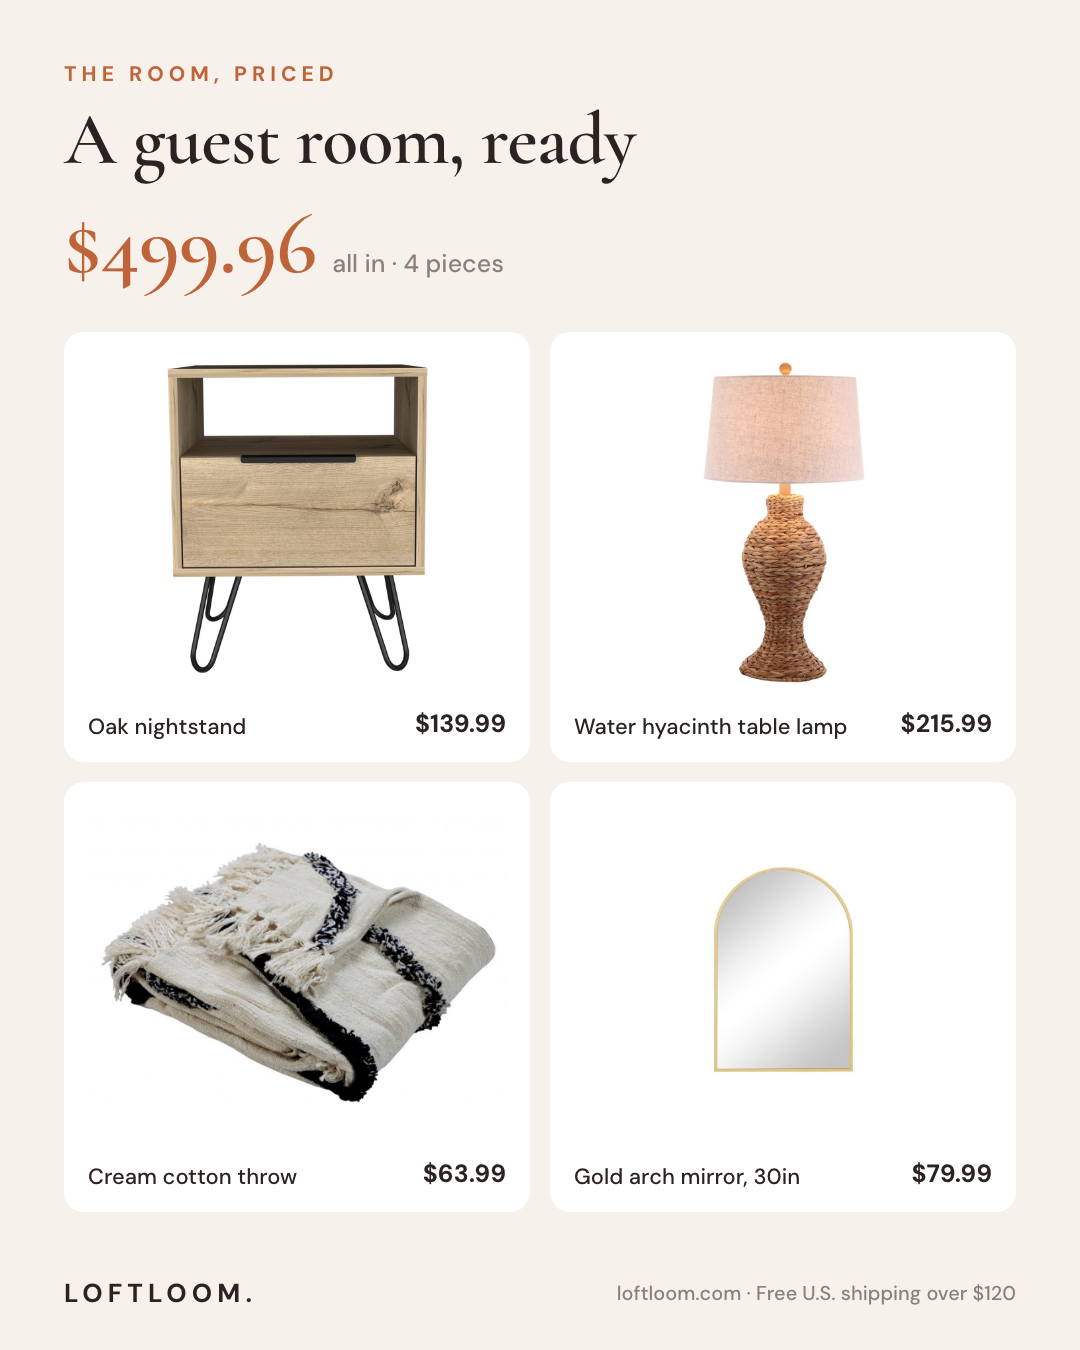 THE ROOM, PRICED
A guest room, ready
$499.96 all in · 4 pieces
Oak nightstand $139.99
Water hyacinth table lamp $215.99
Cream cotton throw $63.99
Gold arch mirror, 30in $79.99
LOFTLOOM.
loftloom.com · Free U.S. shipping over $120